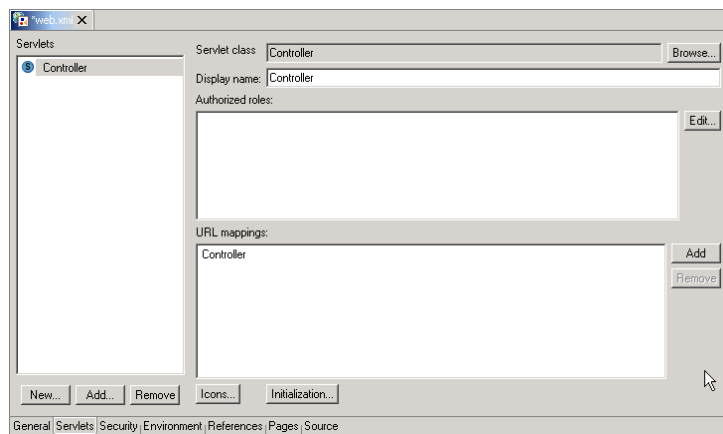 *web.xml
Servlets
Controller
Servlet class Controller Browse...
Display name: Controller
Authorized roles:
Edit...
URL mappings:
Controller
Add
Remove
New... Add... Remove Icons... Initialization...
General Servlets Security Environment References Pages Source